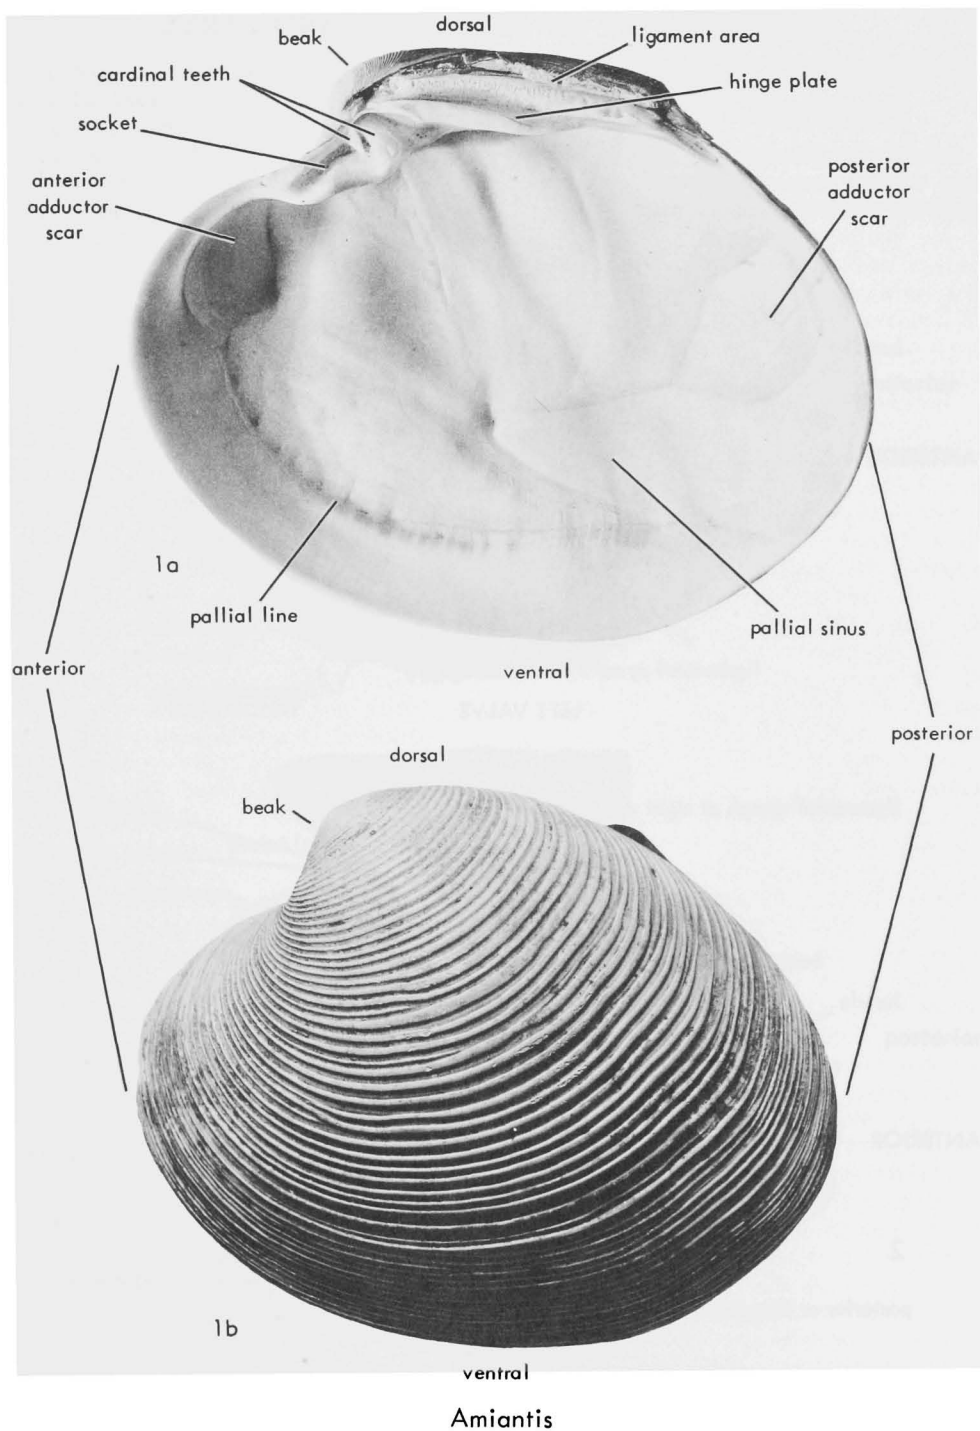 dorsal
beak
ligament area
cardinal teeth
hinge plate
socket
anterior
adductor
scar
posterior
adductor
scar
1a
pallial line
pallial sinus
anterior
ventral
posterior
dorsal
beak
1b
ventral
Amiantis